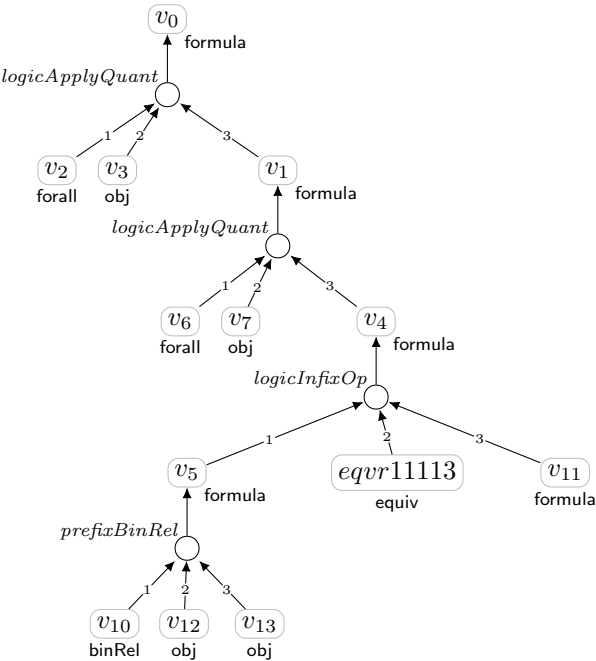 v0
formula
logicApplyQuant
1 2 3
v2 v3 v1
forall obj formula
logicApplyQuant
1 2 3
v6 v7 v4
forall obj formula
logicInfixOp
1 2 3
v5 eqvr11113 v11
formula equiv formula
prefixBinRel
1 2 3
v10 v12 v13
binRel obj obj